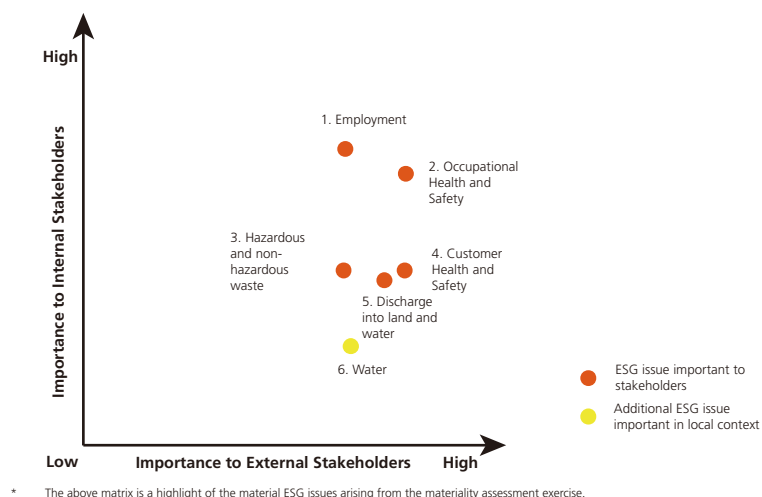 High
Importance to Internal Stakeholders
1. Employment
2. Occupational
Health and
Safety
3. Hazardous
and non-
hazardous
waste
4. Customer
Health and
Safety
5. Discharge
into land and
water
6. Water
ESG issue important to
stakeholders
Additional ESG issue
important in local context
Low
Importance to External Stakeholders
High
* The above matrix is a highlight of the material ESG issues arising from the materiality assessment exercise.